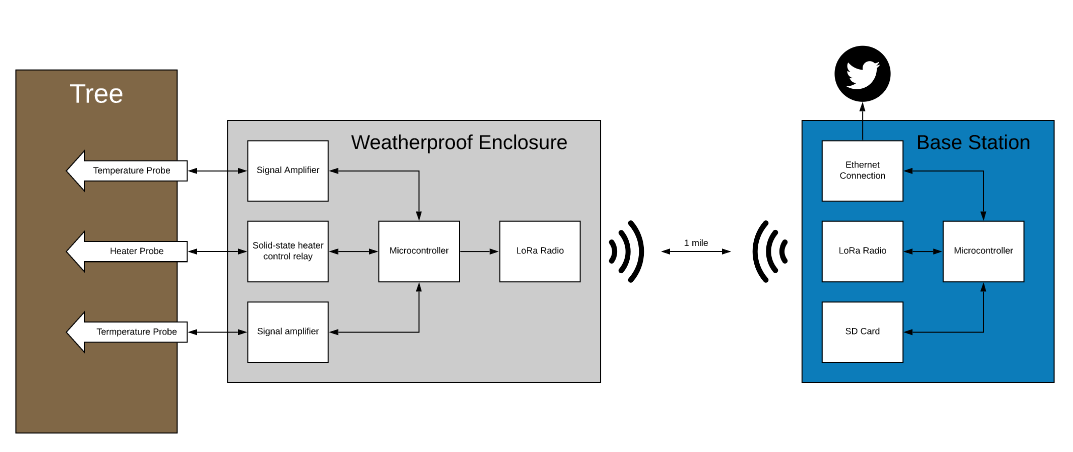 Tree
Temperature Probe
Heater Probe
Termperature Probe
Weatherproof Enclosure
Signal Amplifier
Solid-state heater
control relay
Signal amplifier
Microcontroller
LoRa Radio
1 mile
Base Station
Ethernet
Connection
LoRa Radio
Microcontroller
SD Card